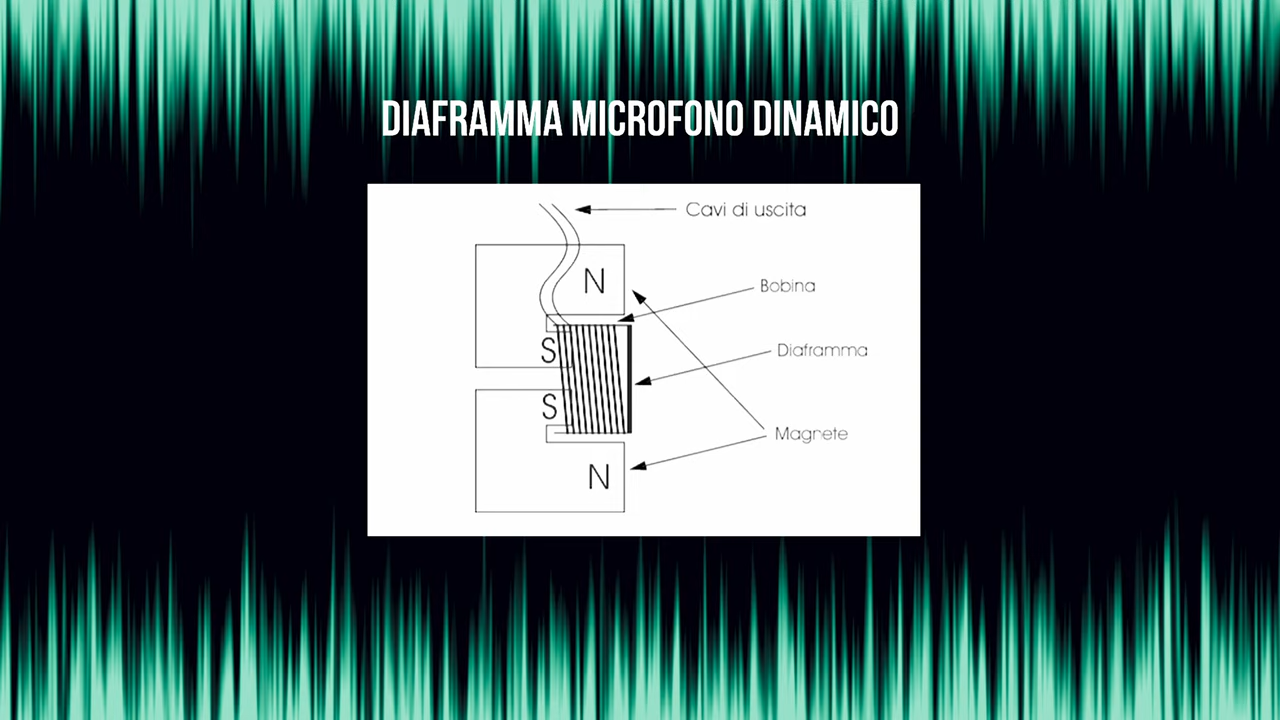 DIAFRAMMA MICROFONO DINAMICO
Cavi di uscita
N
Bobina
S
Diaframma
S
Magnete
N